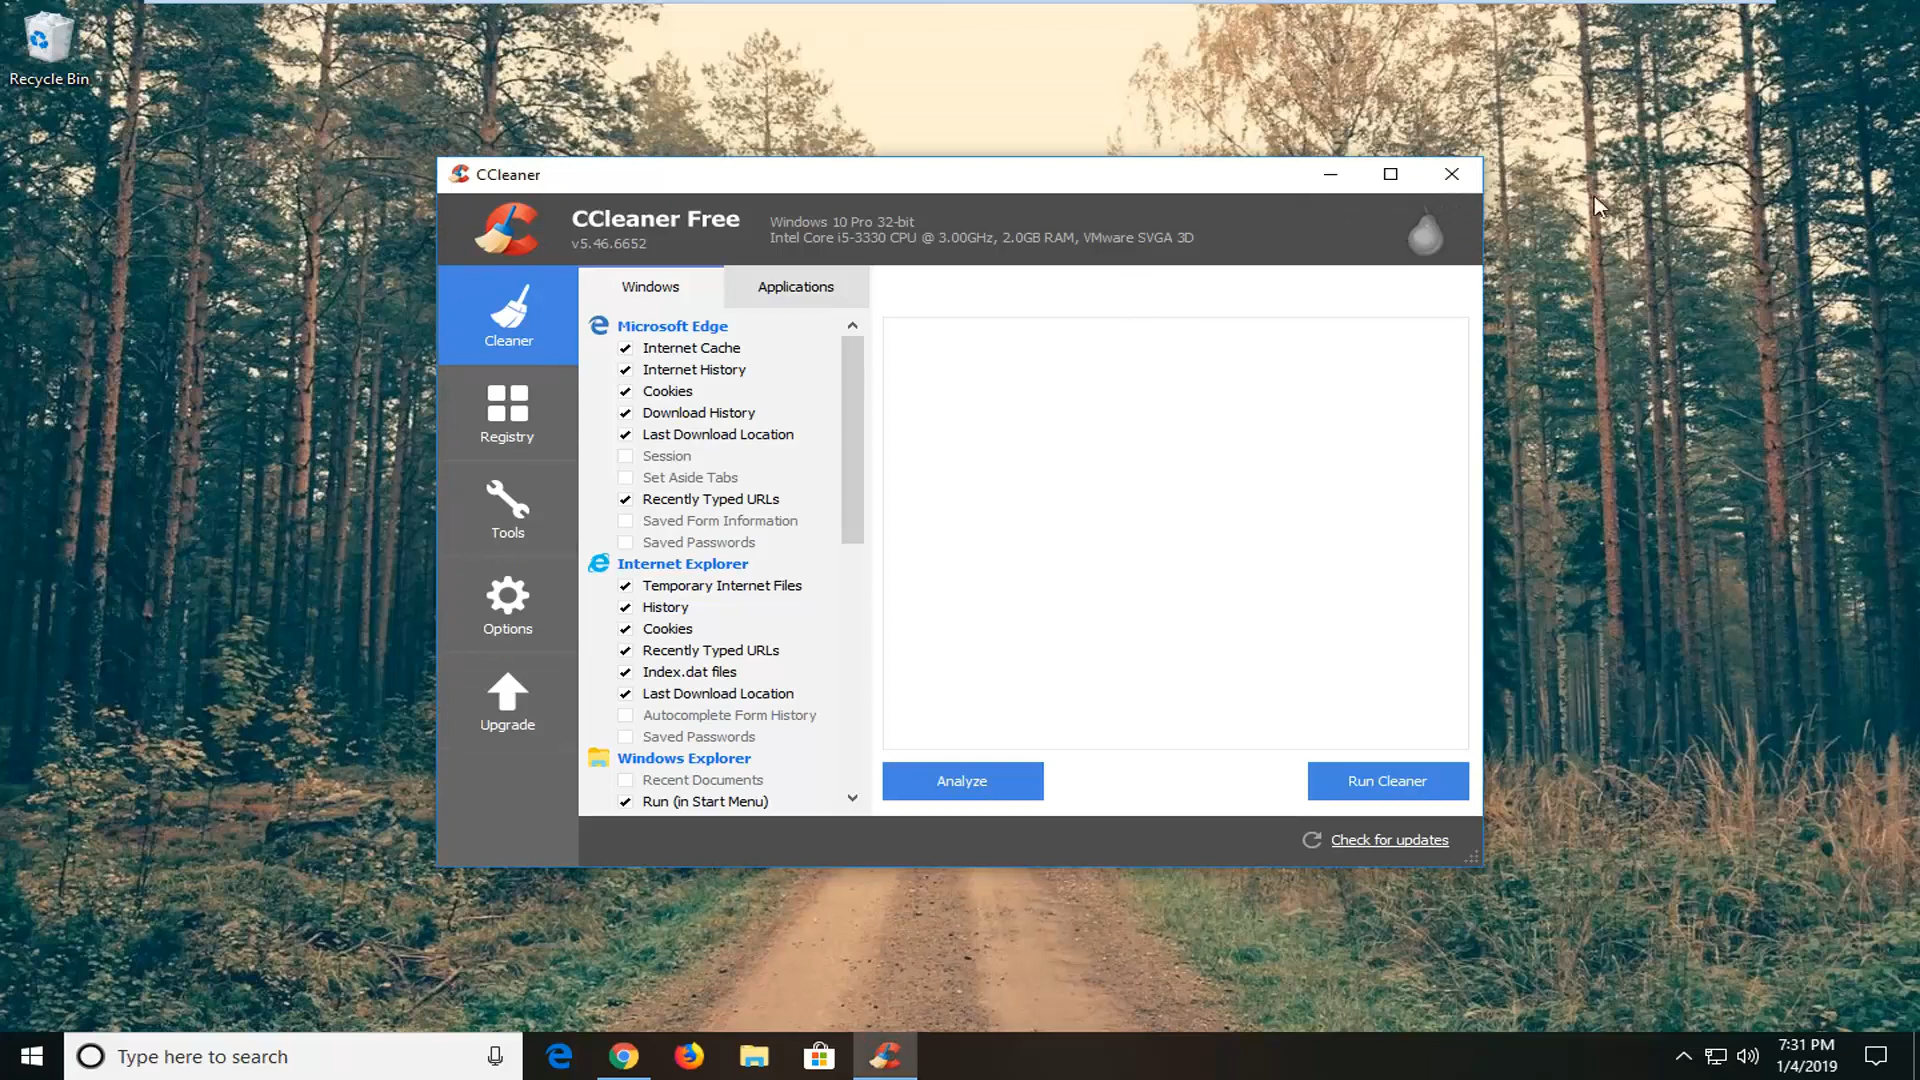 Recycle Bin
CCleaner
CCleaner Free
v5.46.6652
Windows 10 Pro 32-bit
Intel Core i5-3330 CPU @ 3.00GHz, 2.0GB RAM, VMware SVGA 3D
Cleaner
Registry
Tools
Options
Upgrade
Windows
Applications
Microsoft Edge
Internet Cache
Internet History
Cookies
Download History
Last Download Location
Session
Set Aside Tabs
Recently Typed URLs
Saved Form Information
Saved Passwords
Internet Explorer
Temporary Internet Files
History
Cookies
Recently Typed URLs
Index.dat files
Last Download Location
Autocomplete Form History
Saved Passwords
Windows Explorer
Recent Documents
Run (in Start Menu)
Analyze
Run Cleaner
Check for updates
Type here to search
7:31 PM
1/4/2019